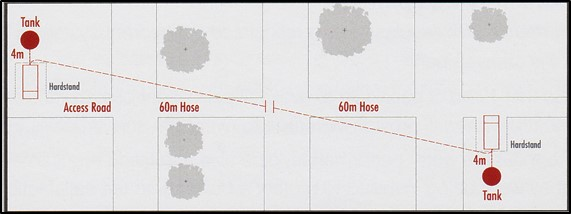 Tank
4m
Hardstand
Access Road
60m Hose
60m Hose
Hardstand
4m
Tank